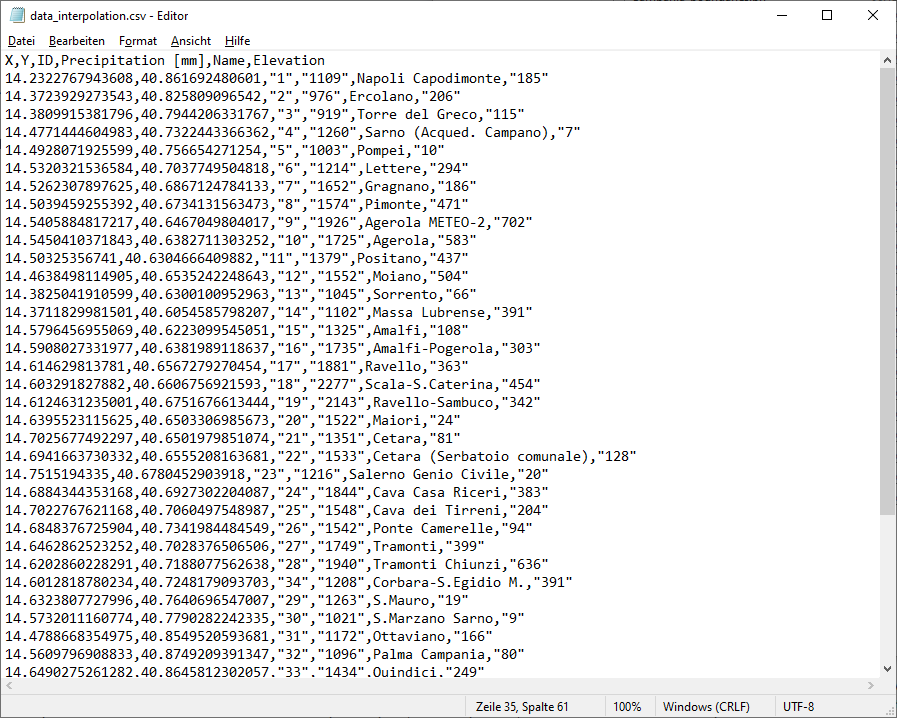 data_interpolation.csv - Editor
Datei Bearbeiten Format Ansicht Hilfe
X,Y,ID,Precipitation [mm],Name,Elevation
14.2322767943608,40.861692480601,"1","1109",Napoli Capodimonte,"185"
14.3723929273543,40.825809096542,"2","976",Ercolano,"206"
14.3809915381796,40.7944206331767,"3","919",Torre del Greco,"115"
14.4771444604983,40.7322443366362,"4","1260",Sarno (Acqued. Campano),"7"
14.4928071925599,40.756654271254,"5","1003",Pompei,"10"
14.5320321536584,40.7037749504818,"6","1214",Lettere,"294"
14.5262307897625,40.6867124784133,"7","1652",Gragnano,"186"
14.5039459255392,40.6734131563473,"8","1574",Pimonte,"471"
14.5405884817217,40.6467049804017,"9","1926",Agerola METEO-2,"702"
14.5450410371843,40.6382711303252,"10","1725",Agerola,"583"
14.50325356741,40.6304666409882,"11","1379",Positano,"437"
14.4638498114905,40.6535242248643,"12","1552",Moiano,"504"
14.3825041910599,40.6300100952963,"13","1045",Sorrento,"66"
14.3711829981501,40.6054585798207,"14","1102",Massa Lubrense,"391"
14.5796456955069,40.6223099545051,"15","1325",Amalfi,"108"
14.5908027331977,40.6381989118637,"16","1735",Amalfi-Pogerola,"303"
14.614629813781,40.6567279270454,"17","1881",Ravello,"363"
14.603291827882,40.6606756921593,"18","2277",Scala-S.Caterina,"454"
14.6124631235001,40.6751676613444,"19","2143",Ravello-Sambuco,"342"
14.6395523115625,40.6503306985673,"20","1522",Maiori,"24"
14.7025677492297,40.6501979851074,"21","1351",Cetara,"81"
14.6941663730332,40.6555208163681,"22","1533",Cetara (Serbatoio comunale),"128"
14.7515194335,40.6780452903918,"23","1216",Salerno Genio Civile,"20"
14.6884344353168,40.6927302204087,"24","1844",Cava Casa Riceri,"383"
14.7022767621168,40.7060497548987,"25","1548",Cava dei Tirreni,"204"
14.6848376725904,40.7341984484549,"26","1542",Ponte Camerelle,"94"
14.6462862523252,40.7028376506506,"27","1749",Tramonti,"399"
14.6202860228291,40.7188077562638,"28","1940",Tramonti Chiunzi,"636"
14.6012818780234,40.7248179093703,"34","1208",Corbara-S.Egidio M.,"391"
14.6323807727996,40.7640696547007,"29","1263",S.Mauro,"19"
14.5732011160774,40.7790282242335,"30","1021",S.Marzano Sarno,"9"
14.4788668354975,40.8549520593681,"31","1172",Ottaviano,"166"
14.5609796908833,40.8749209391347,"32","1096",Palma Campania,"80"
14.6490275261282,40.8645812302057,"33","1434",Quindici,"249"
Zeile 35, Spalte 61 100% Windows (CRLF) UTF-8